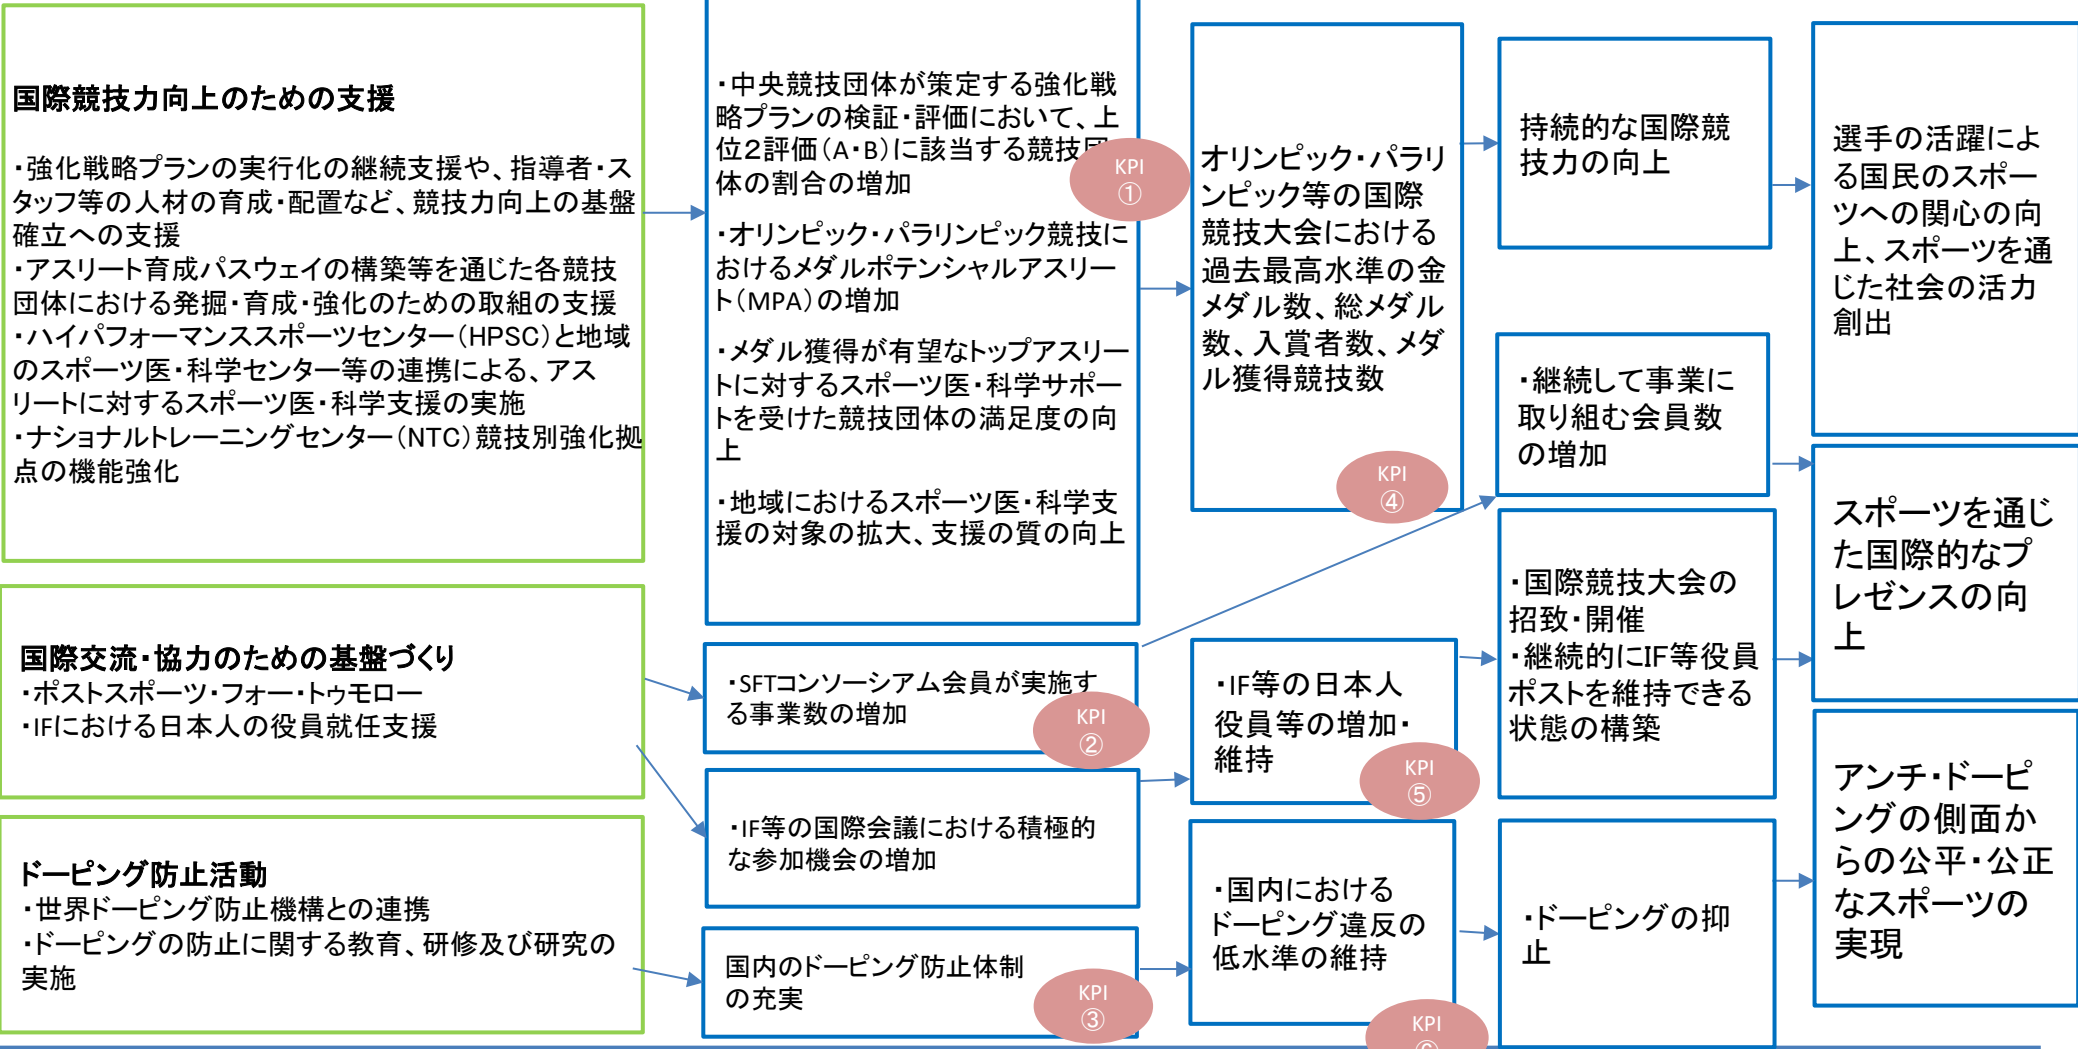 国際競技力向上のための支援
・強化戦略プランの実行化の継続支援や、指導者・ス
タッフ等の人材の育成・配置など、競技力向上の基盤
確立への支援
・アスリート育成パスウェイの構築等を通じた各競技
団体における発掘・育成・強化のための取組の支援
・ハイパフォーマンススポーツセンター（HPSC）と地域
のスポーツ医・科学センター等の連携による、アス
リートに対するスポーツ医・科学支援の実施
・ナショナルトレーニングセンター（NTC）競技別強化拠
点の機能強化
国際交流・協力のための基盤づくり
・ポストスポーツ・フォー・トゥモロー
・IFにおける日本人の役員就任支援
ドーピング防止活動
・世界ドーピング防止機構との連携
・ドーピングの防止に関する教育、研修及び研究の
実施
・中央競技団体が策定する強化戦
略プランの検証・評価において、上
位２評価（A・B）に該当する競技団
体の割合の増加
KPI
①
・オリンピック・パラリンピック競技に
おけるメダルポテンシャルアスリー
ト（MPA）の増加
・メダル獲得が有望なトップアスリー
トに対するスポーツ医・科学サポー
トを受けた競技団体の満足度の向
上
・地域におけるスポーツ医・科学支
援の対象の拡大、支援の質の向上
・SFTコンソーシアム会員が実施す
る事業数の増加
KPI
②
・IF等の国際会議における積極的
な参加機会の増加
国内のドーピング防止体制
の充実
KPI
③
オリンピック・パラリ
ンピック等の国際
競技大会における
過去最高水準の金
メダル数、総メダル
数、入賞者数、メダ
ル獲得競技数
KPI
④
・IF等の日本人
役員等の増加・
維持
KPI
⑤
・国内における
ドーピング違反の
低水準の維持
KPI
持続的な国際競
技力の向上
・継続して事業に
取り組む会員数
の増加
・国際競技大会の
招致・開催
・継続的にIF等役員
ポストを維持できる
状態の構築
・ドーピングの抑
止
選手の活躍によ
る国民のスポー
ツへの関心の向
上、スポーツを通
じた社会の活力
創出
スポーツを通じ
た国際的なプ
レゼンスの向
上
アンチ・ドーピ
ングの側面か
らの公平・公正
なスポーツの
実現